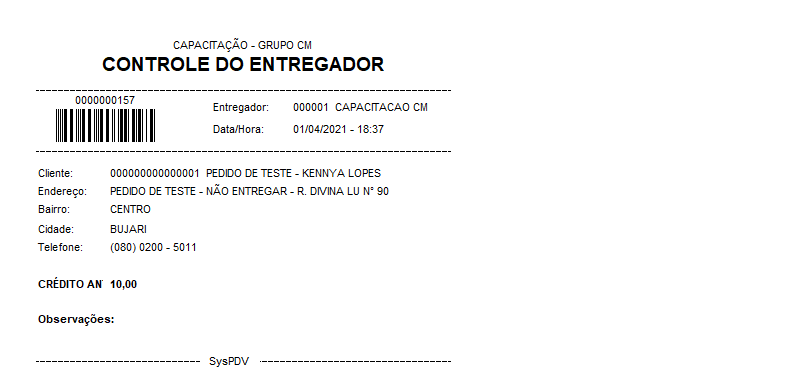 CAPACITAÇÃO - GRUPO CM
CONTROLE DO ENTREGADOR
0000000157
Entregador: 000001 CAPACITACAO CM
Data/Hora: 01/04/2021 - 18:37
Cliente: 000000000000001 PEDIDO DE TESTE - KENNYA LOPES
Endereço: PEDIDO DE TESTE - NÃO ENTREGAR - R. DIVINA LU N° 90
Bairro: CENTRO
Cidade: BUJARI
Telefone: (080) 0200 - 5011
CRÉDITO AN 10,00
Observações:
SysPDV